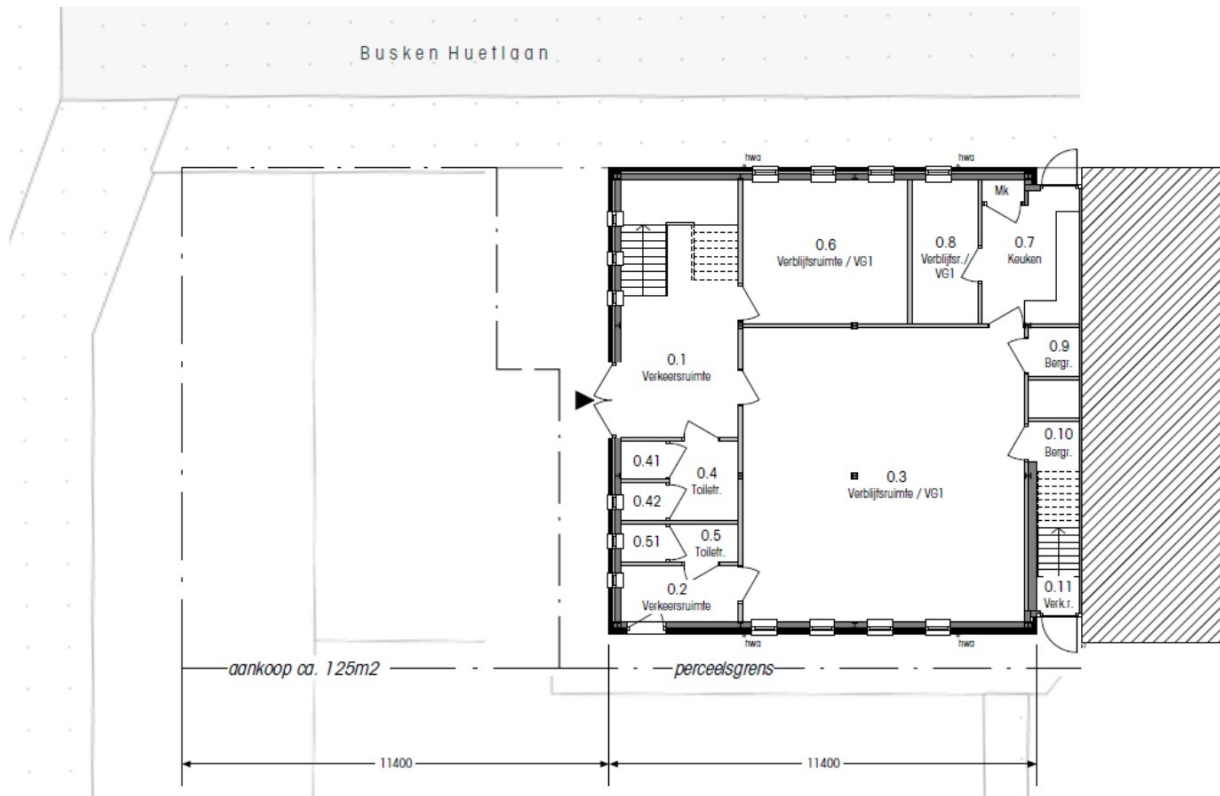 Busken Huetlaan
hwa
hwa
Mk
0.6
Verblijfsruimte / VG1
0.8
Verblijfsr./
VG1
0.7
Keuken
0.1
Verkeersruimte
0.9
Bergr.
0.10
Bergr.
0.41
0.4
Toiletr.
0.42
0.3
Verblijfsruimte / VG1
0.51
0.5
Toiletr.
0.2
Verkeersruimte
0.11
Verk.r.
hwa
hwa
aankoop ca. 125m2
perceelsgrens
11400
11400